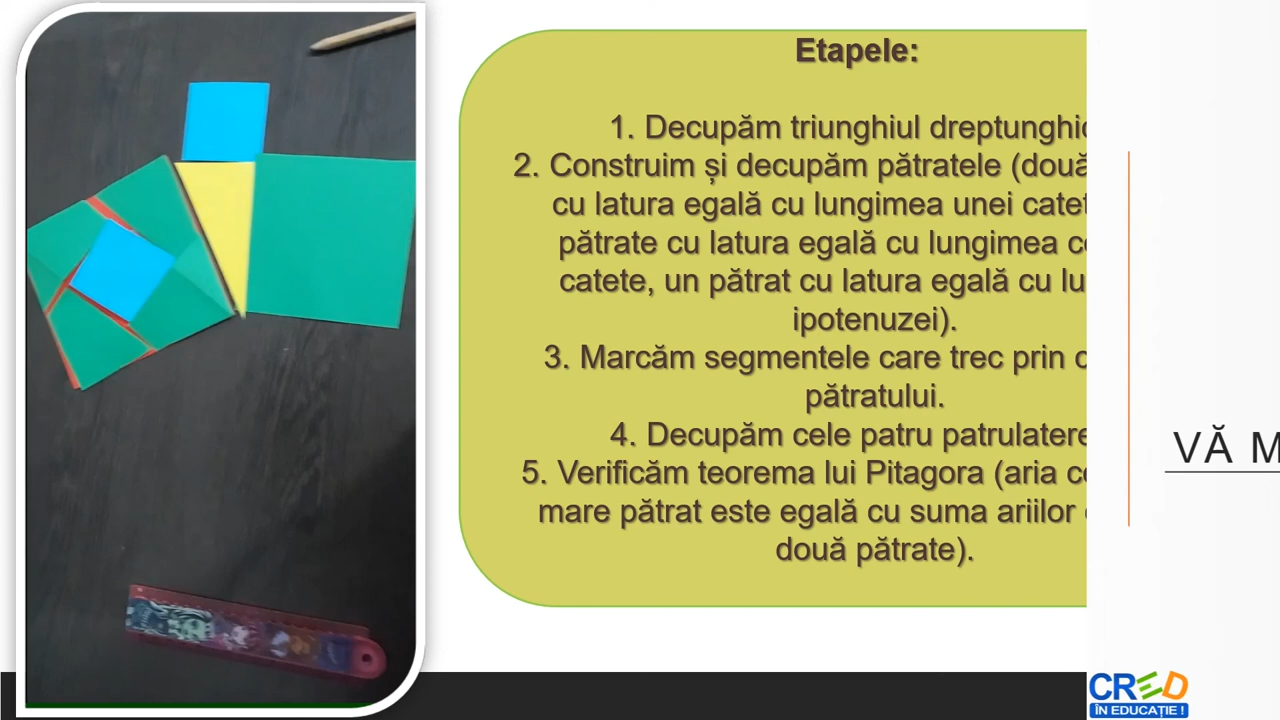 Etapele:
1. Decupăm triunghiul
2. Construim și decupăm pătratele (două
cu latura egală cu lungimea unei
pătrate cu latura egală cu lungimea
catete, un pătrat cu latura egală cu
ipotenuzei).
3. Marcăm segmentele care trec prin
pătratului.
4. Decupăm cele patru patrulatere
5. Verificăm teorema lui Pitagora (aria
mare pătrat este egală cu suma ariilor
două pătrate).
VĂ
CRED
ÎN EDUCAȚIE !